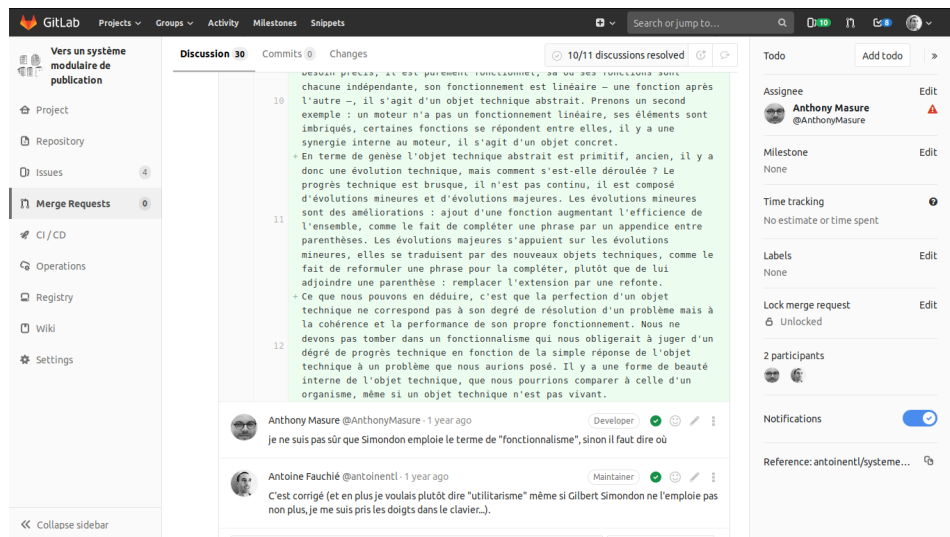 GitLab Projects Groups Activity Milestones Snippets Search or jump to... 10 8
Vers un système
modulaire de
publication
Project
Repository
Issues 4
Merge Requests 0
CI / CD
Operations
Registry
Wiki
Settings
Collapse sidebar
Discussion 30 Commits 0 Changes 10/11 discussions resolved
besoin précis, il est purement fonctionnel, sa ou ses fonctions sont
chacune indépendante, son fonctionnement est linéaire – une fonction après
10 l'autre –, il s'agit d'un objet technique abstrait. Prenons un second
exemple : un moteur n'a pas un fonctionnement linéaire, ses éléments sont
imbriqués, certaines fonctions se répondent entre elles, il y a une
synergie interne au moteur, il s'agit d'un objet concret.
+ En terme de genèse l'objet technique abstrait est primitif, ancien, il y a
donc une évolution technique, mais comment s'est-elle déroulée ? Le
progrès technique est brusque, il n'est pas continu, il est composé
d'évolutions mineures et d'évolutions majeures. Les évolutions mineures
11 sont des améliorations : ajout d'une fonction augmentant l'efficience de
l'ensemble, comme le fait de compléter une phrase par un appendice entre
parenthèses. Les évolutions majeures s'appuient sur les évolutions
mineures, elles se traduisent par des nouveaux objets techniques, comme le
fait de reformuler une phrase pour la compléter, plutôt que de lui
adjoindre une parenthèse : remplacer l'extension par une refonte.
+ Ce que nous pouvons en déduire, c'est que la perfection d'un objet
technique ne correspond pas à son degré de résolution d'un problème mais à
la cohérence et la performance de son propre fonctionnement. Nous ne
12 devons pas tomber dans un fonctionnalisme qui nous obligerait à juger d'un
dégré de progrès technique en fonction de la simple réponse de l'objet
technique à un problème que nous aurions posé. Il y a une forme de beauté
interne de l'objet technique, que nous pourrions comparer à celle d'un
organisme, même si un objet technique n'est pas vivant.
Anthony Masure @AnthonyMasure · 1 year ago Developer
je ne suis pas sûr que Simondon emploie le terme de "fonctionnalisme", sinon il faut dire où
Antoine Fauchié @antoinentl · 1 year ago Maintainer
C'est corrigé (et en plus je voulais plutôt dire "utilitarisme" même si Gilbert Simondon ne l'emploie pas
non plus, je me suis pris les doigts dans le clavier...).
Todo Add todo
Assignee Edit
Anthony Masure
@AnthonyMasure
Milestone Edit
None
Time tracking
No estimate or time spent
Labels Edit
None
Lock merge request Edit
Unlocked
2 participants
Notifications
Reference: antoinentl/systeme...